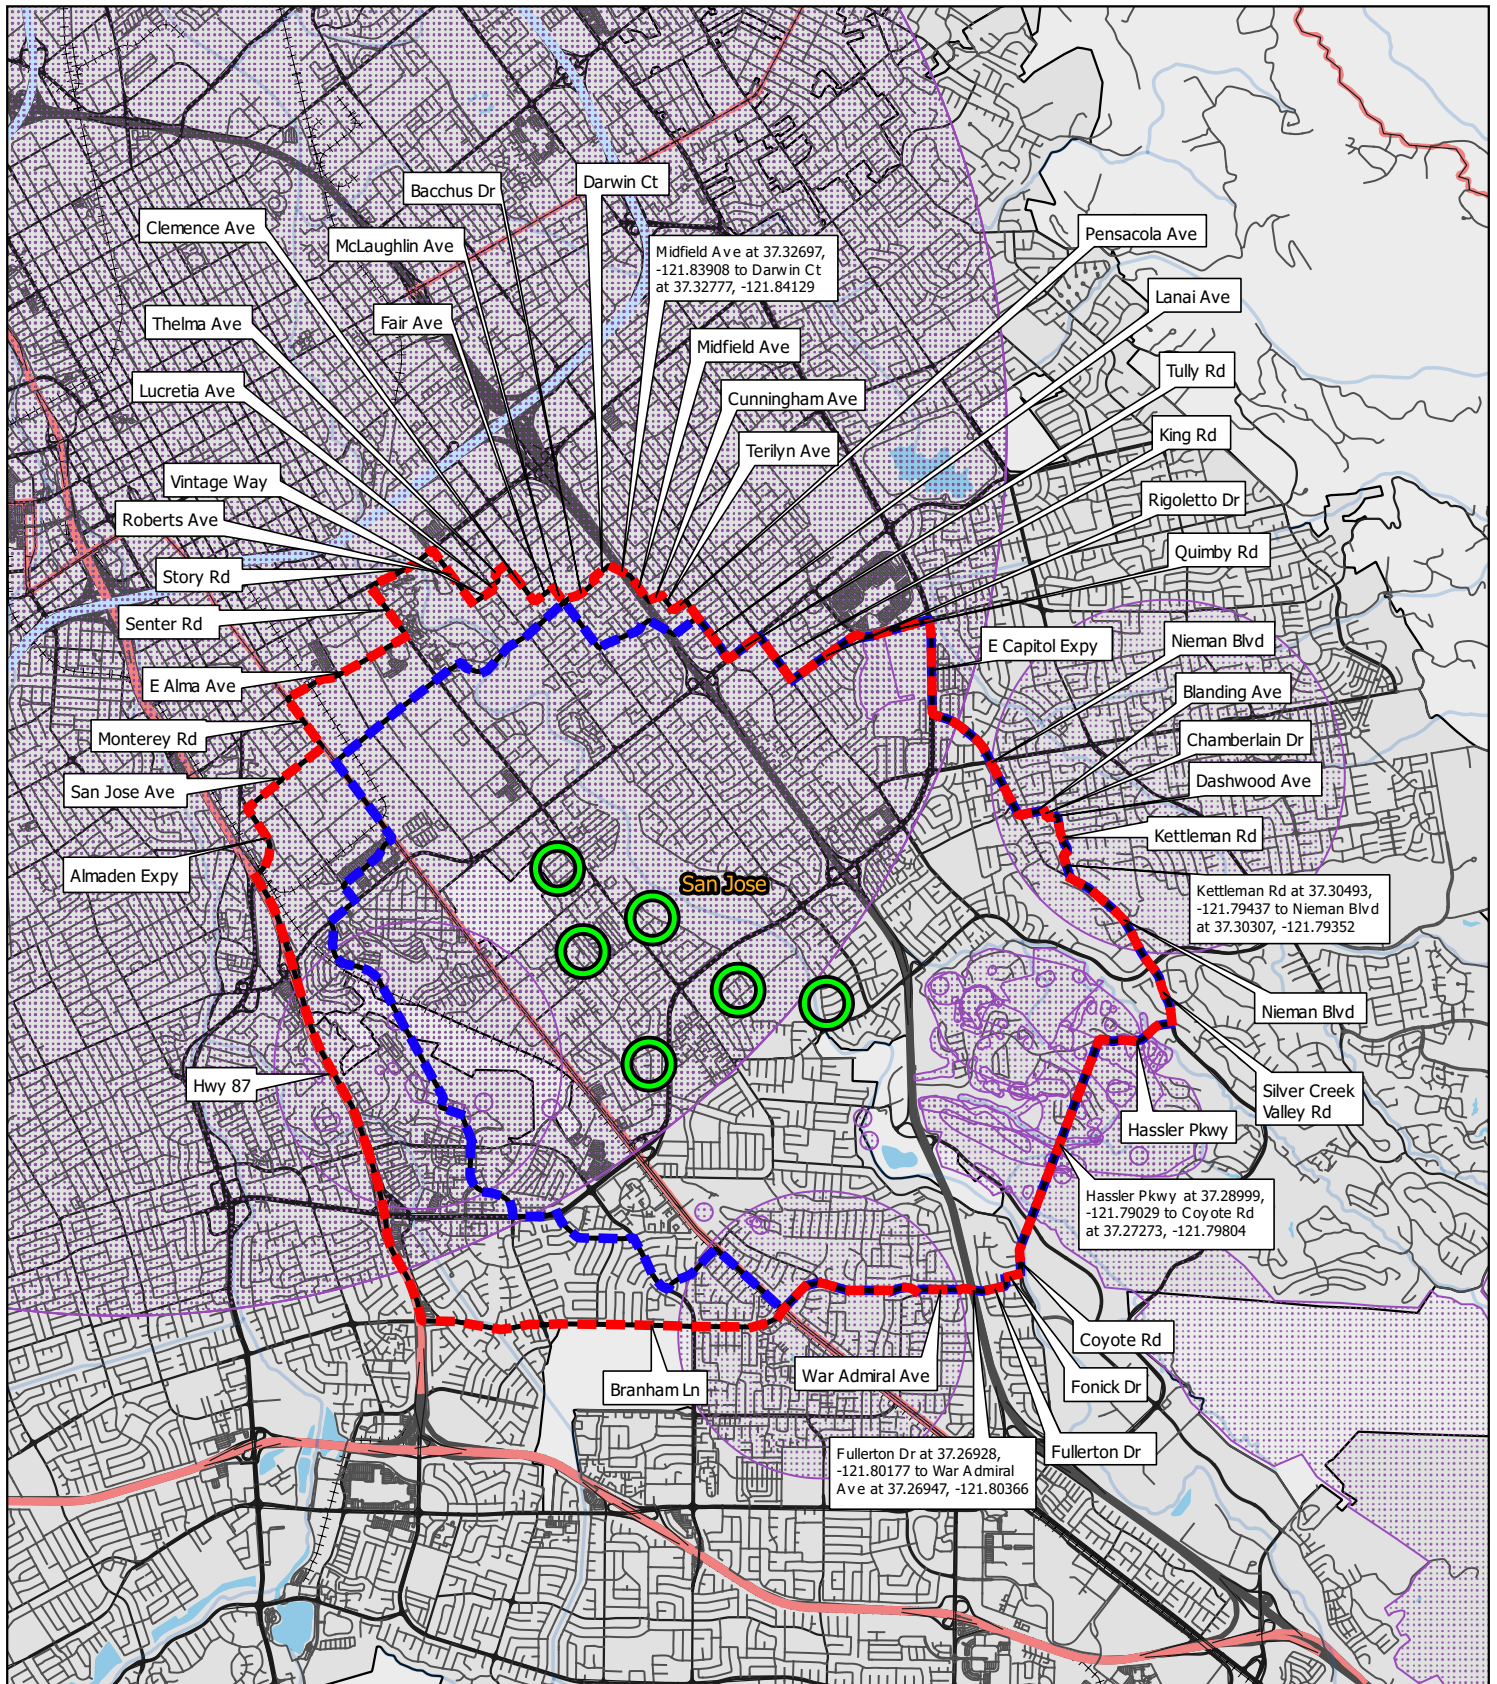 Bacchus Dr
Darwin Ct
Clemence Ave
McLaughlin Ave
Midfield Ave at 37.32697,
-121.83908 to Darwin Ct
at 37.32777, -121.84129
Pensacola Ave
Thelma Ave
Fair Ave
Lanai Ave
Midfield Ave
Lucretia Ave
Cunningham Ave
Tully Rd
Terilyn Ave
King Rd
Vintage Way
Rigoletto Dr
Roberts Ave
Quimby Rd
Story Rd
Senter Rd
E Capitol Expy
Nieman Blvd
E Alma Ave
Blanding Ave
Monterey Rd
Chamberlain Dr
San Jose Ave
Dashwood Ave
Kettleman Rd
Almaden Expy
San Jose
Kettleman Rd at 37.30493,
-121.79437 to Nieman Blvd
at 37.30307, -121.79352
Nieman Blvd
Hwy 87
Silver Creek
Valley Rd
Hassler Pkwy
Hassler Pkwy at 37.28999,
-121.79029 to Coyote Rd
at 37.27273, -121.79804
Coyote Rd
War Admiral Ave
Branham Ln
Fonick Dr
Fullerton Dr at 37.26928,
-121.80177 to War Admiral
Ave at 37.26947, -121.80366
Fullerton Dr